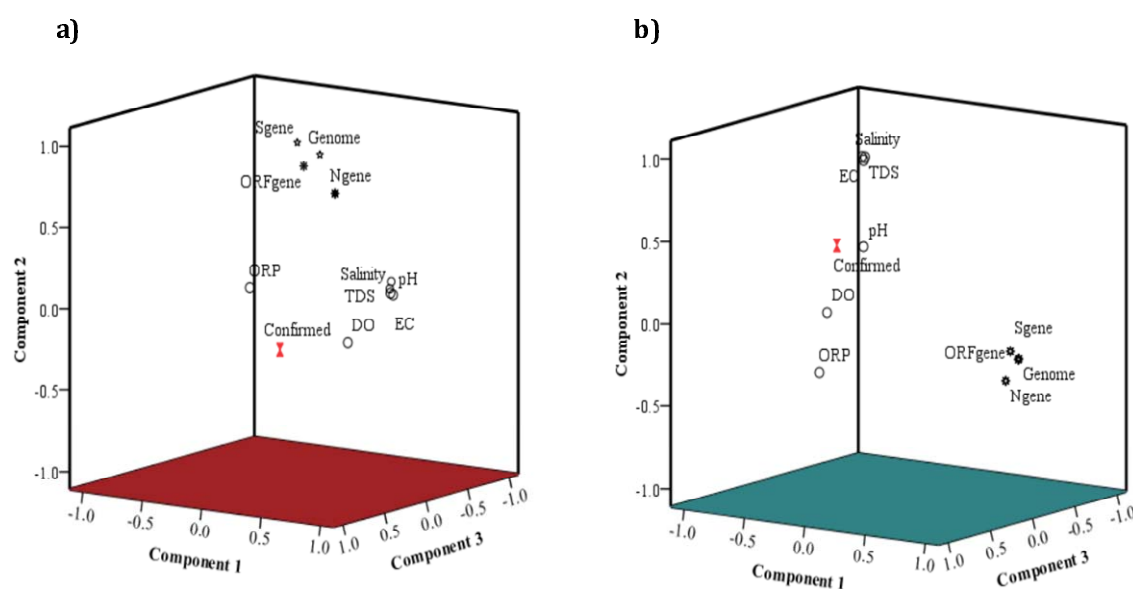 a)
Sgene
Genome
ORFgene
Ngene
ORP
Salinity
pH
TDS
Confirmed
DO
EC
1.0
0.5
0.0
-0.5
-1.0
Component 2
-1.0
-0.5
0.0
0.5
1.0
Component 1
1.0
0.5
0.0
-0.5
-1.0
Component 3
b)
Salinity
EC
TDS
pH
Confirmed
DO
ORP
Sgene
ORFgene
Genome
Ngene
1.0
0.5
0.0
-0.5
-1.0
Component 2
-1.0
-0.5
0.0
0.5
1.0
Component 1
1.0
0.5
0.0
-0.5
-1.0
Component 3